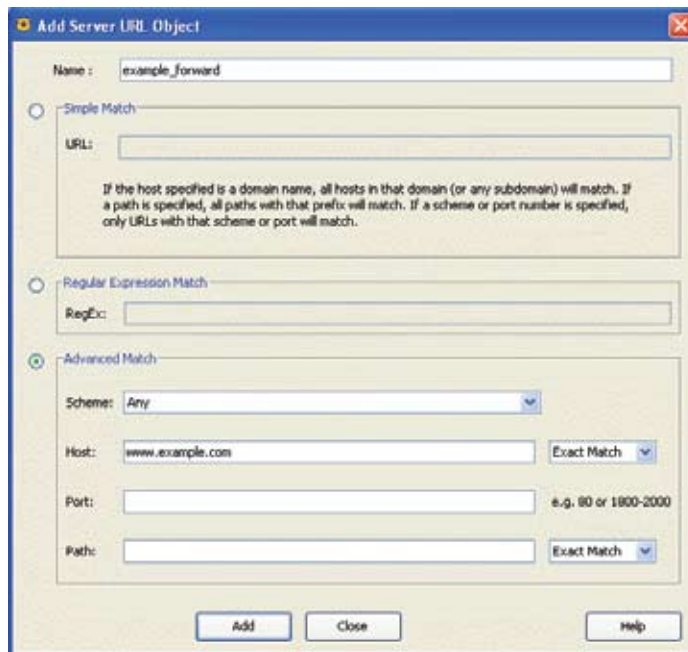 Add Server URL Object
Name : example_forward
Simple Match
URL:
If the host specified is a domain name, all hosts in that domain (or any subdomain) will match. If
a path is specified, all paths with that prefix will match. If a scheme or port number is specified,
only URLs with that scheme or port will match.
Regular Expression Match
RegEx:
Advanced Match
Scheme: Any
Host: www.example.com Exact Match
Port: e.g. 80 or 1800-2000
Path: Exact Match
Add Close Help